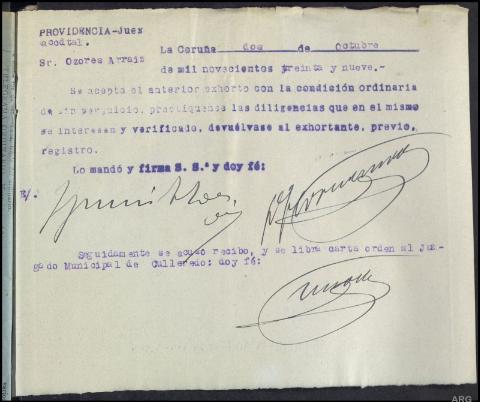 PROVIDENCIA-Juez
accdtal.
Sr. Ozores Arraiz
La Coruña dos de Octubre
de mil novecientos treinta y nueve.-
Se acepta el anterior exhorto con la condición ordinaria
de sin perjuicio, practíquense las diligencias que en el mismo
se interesan y verificado, devuélvase al exhortante, previo,
registro.
Lo mandó y firma S. Sª y doy fé:
E/.
Seguidamente se acuso recibo, y se libra carta orden al Juz-
gado Municipal de Culleredo; doy fé:
ARG